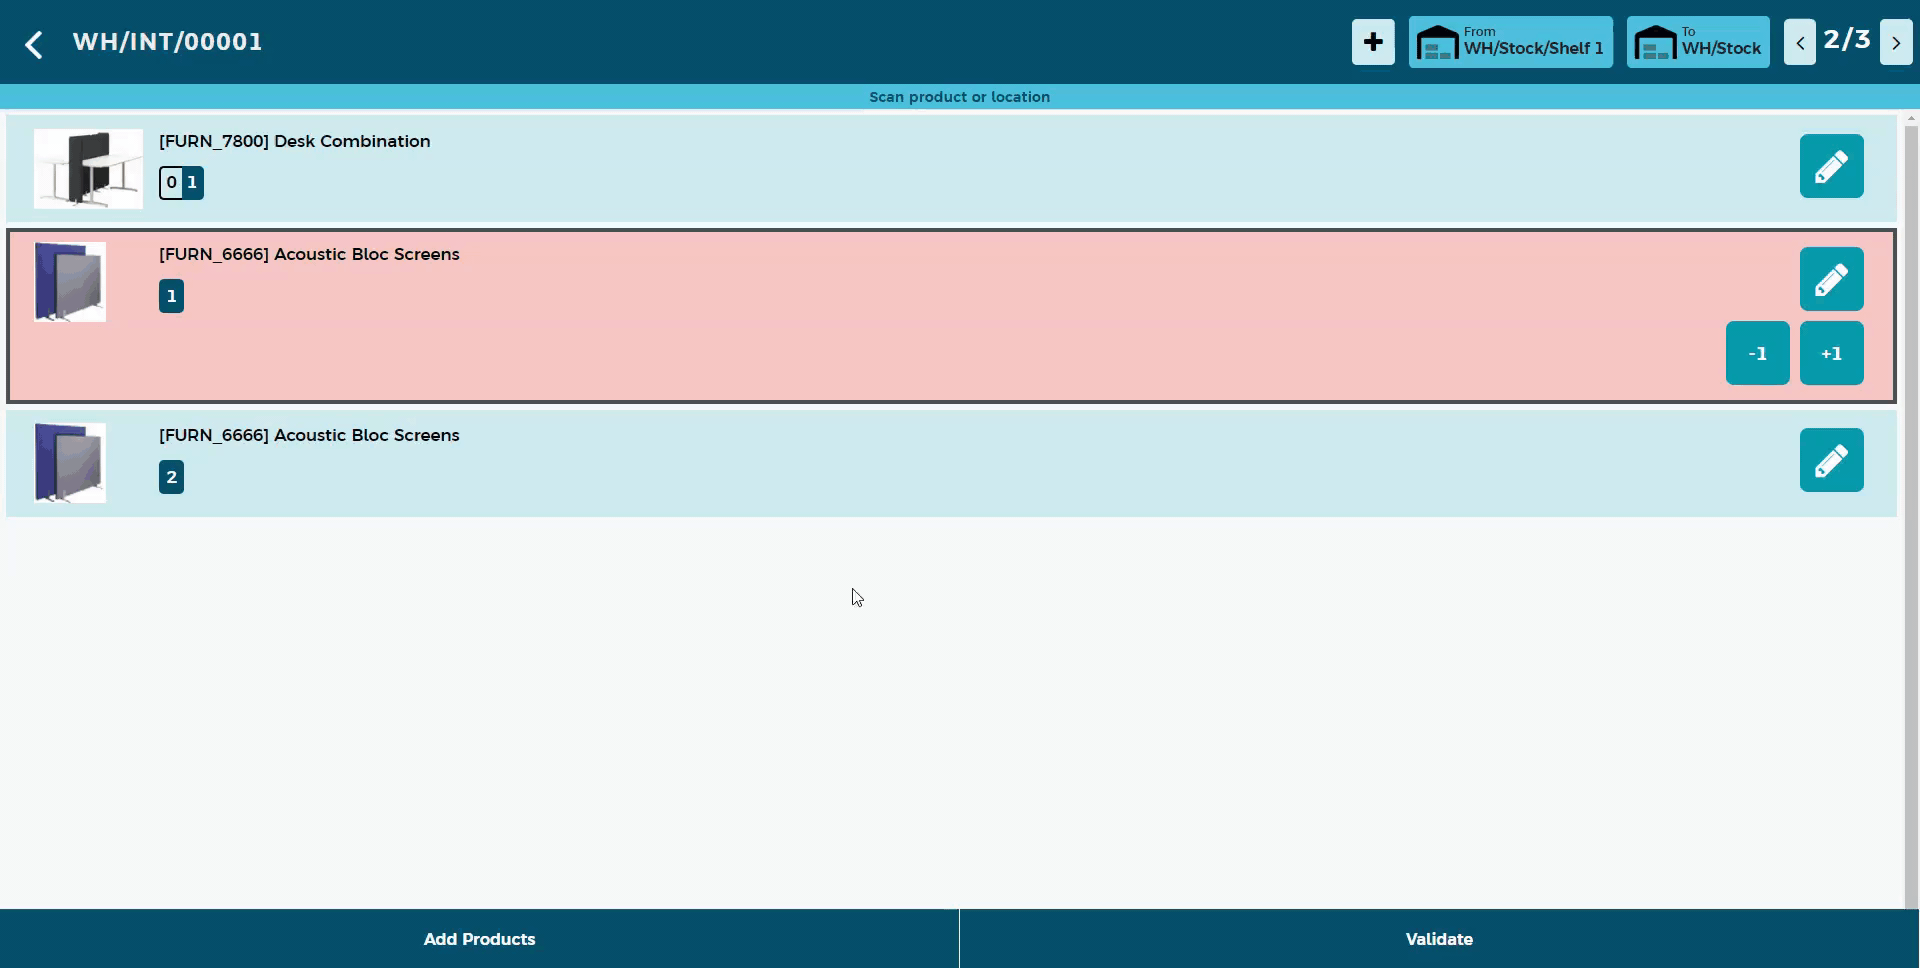 WH/INT/00001
From
WH/Stock/Shelf 1
To
WH/Stock
2/3
Scan product or location
[FURN_7800] Desk Combination
0 1
[FURN_6666] Acoustic Bloc Screens
1
-1 +1
[FURN_6666] Acoustic Bloc Screens
2
Add Products
Validate